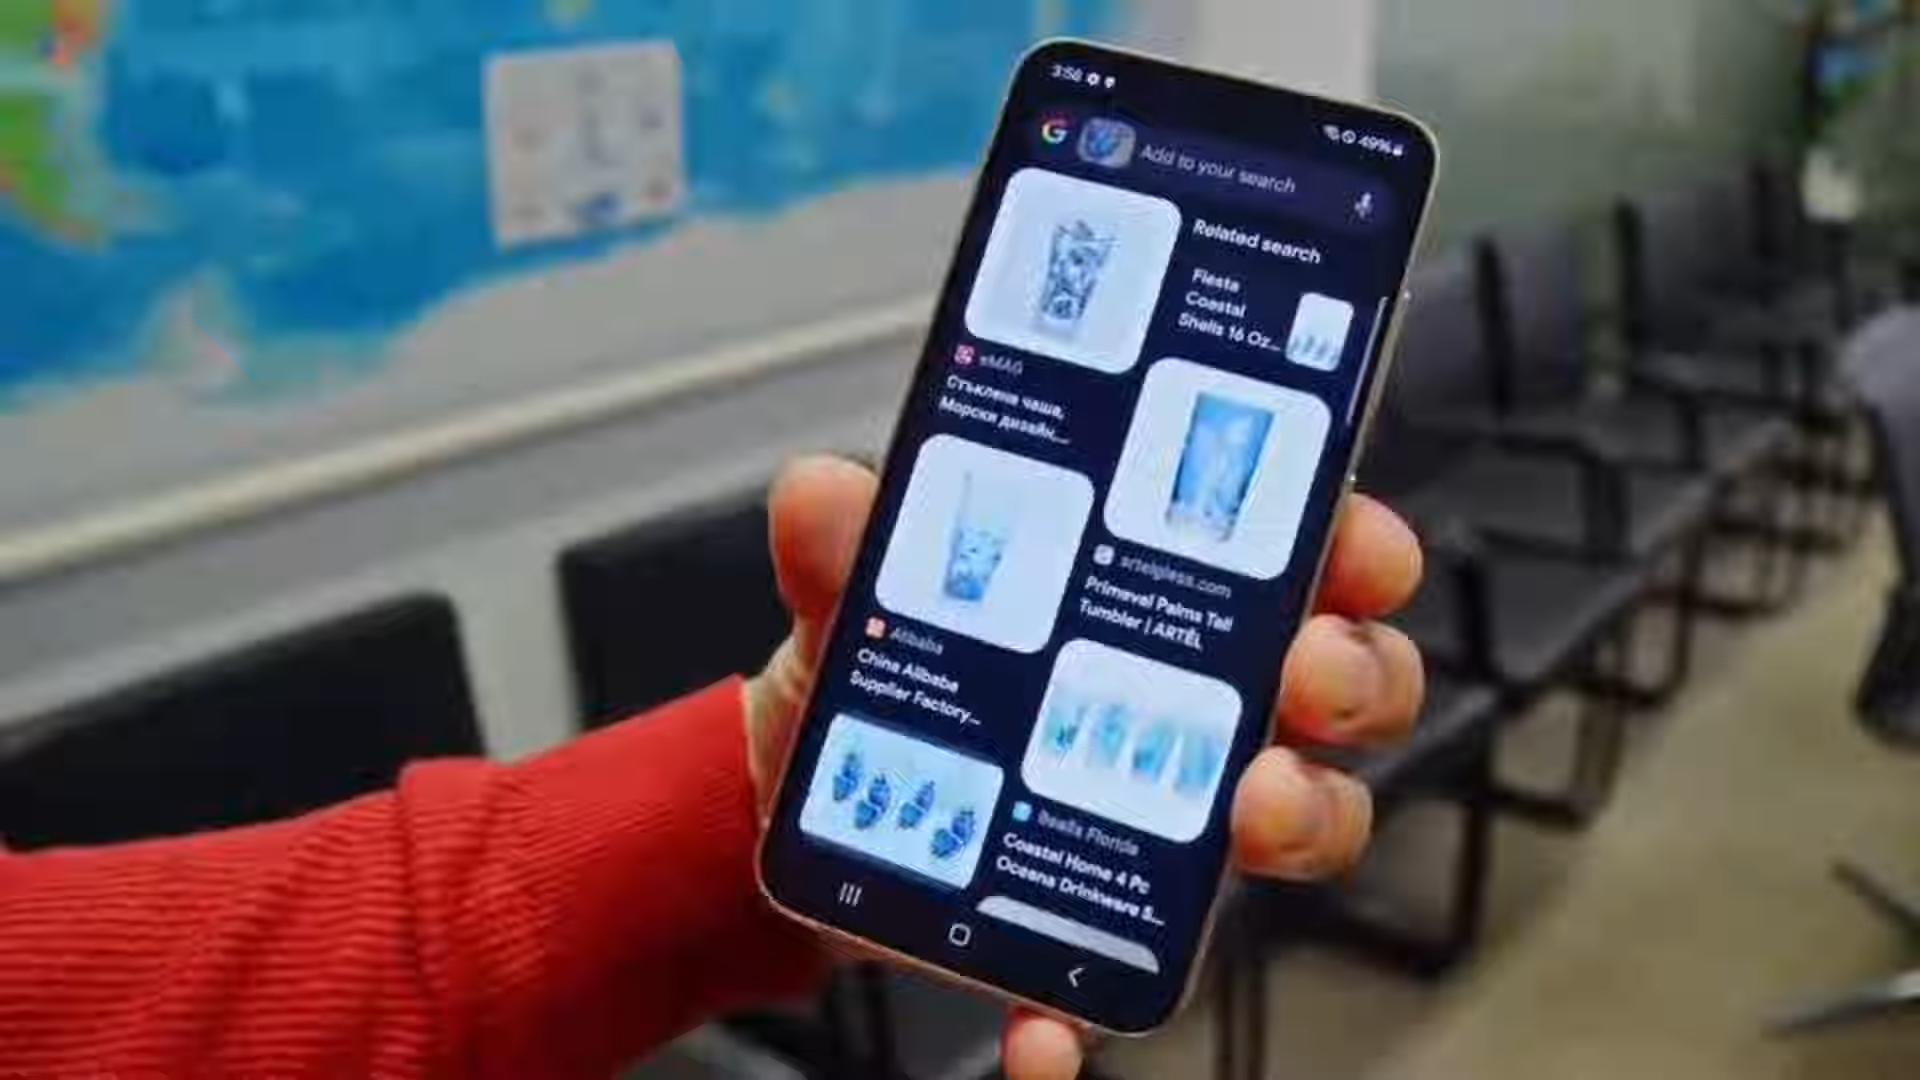 3:58
49%
Add to your search
Related search
Fiesta
Coastal
Shells 16 Oz...
eMAG
Стъклена чаша,
Морски дизайн,...
artelglass.com
Primeval Palms Tall
Tumbler | ARTĚL
Alibaba
China Alibaba
Supplier Factory...
Bealls Florida
Coastal Home 4 Pc
Oceana Drinkware S...